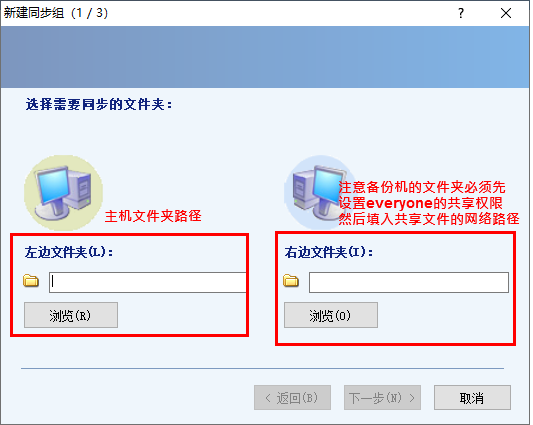 新建同步组（1 / 3）
?
选择需要同步的文件夹：
主机文件夹路径
注意备份机的文件夹必须先
设置everyone的共享权限
然后填入共享文件的网络路径
左边文件夹(L)：
浏览(R)
右边文件夹(I)：
浏览(O)
< 返回(B)
下一步(N) >
取消